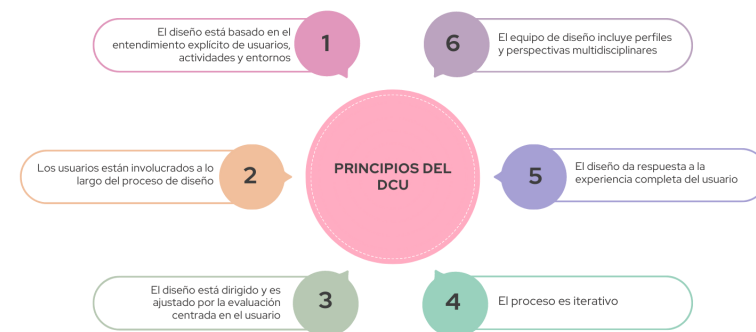 PRINCIPIOS DEL
DCU
1
El diseño está basado en el
entendimiento explícito de usuarios,
actividades y entornos
2
Los usuarios están involucrados a lo
largo del proceso de diseño
3
El diseño está dirigido y es
ajustado por la evaluación
centrada en el usuario
4
El proceso es iterativo
5
El diseño da respuesta a la
experiencia completa del usuario
6
El equipo de diseño incluye perfiles
y perspectivas multidisciplinares